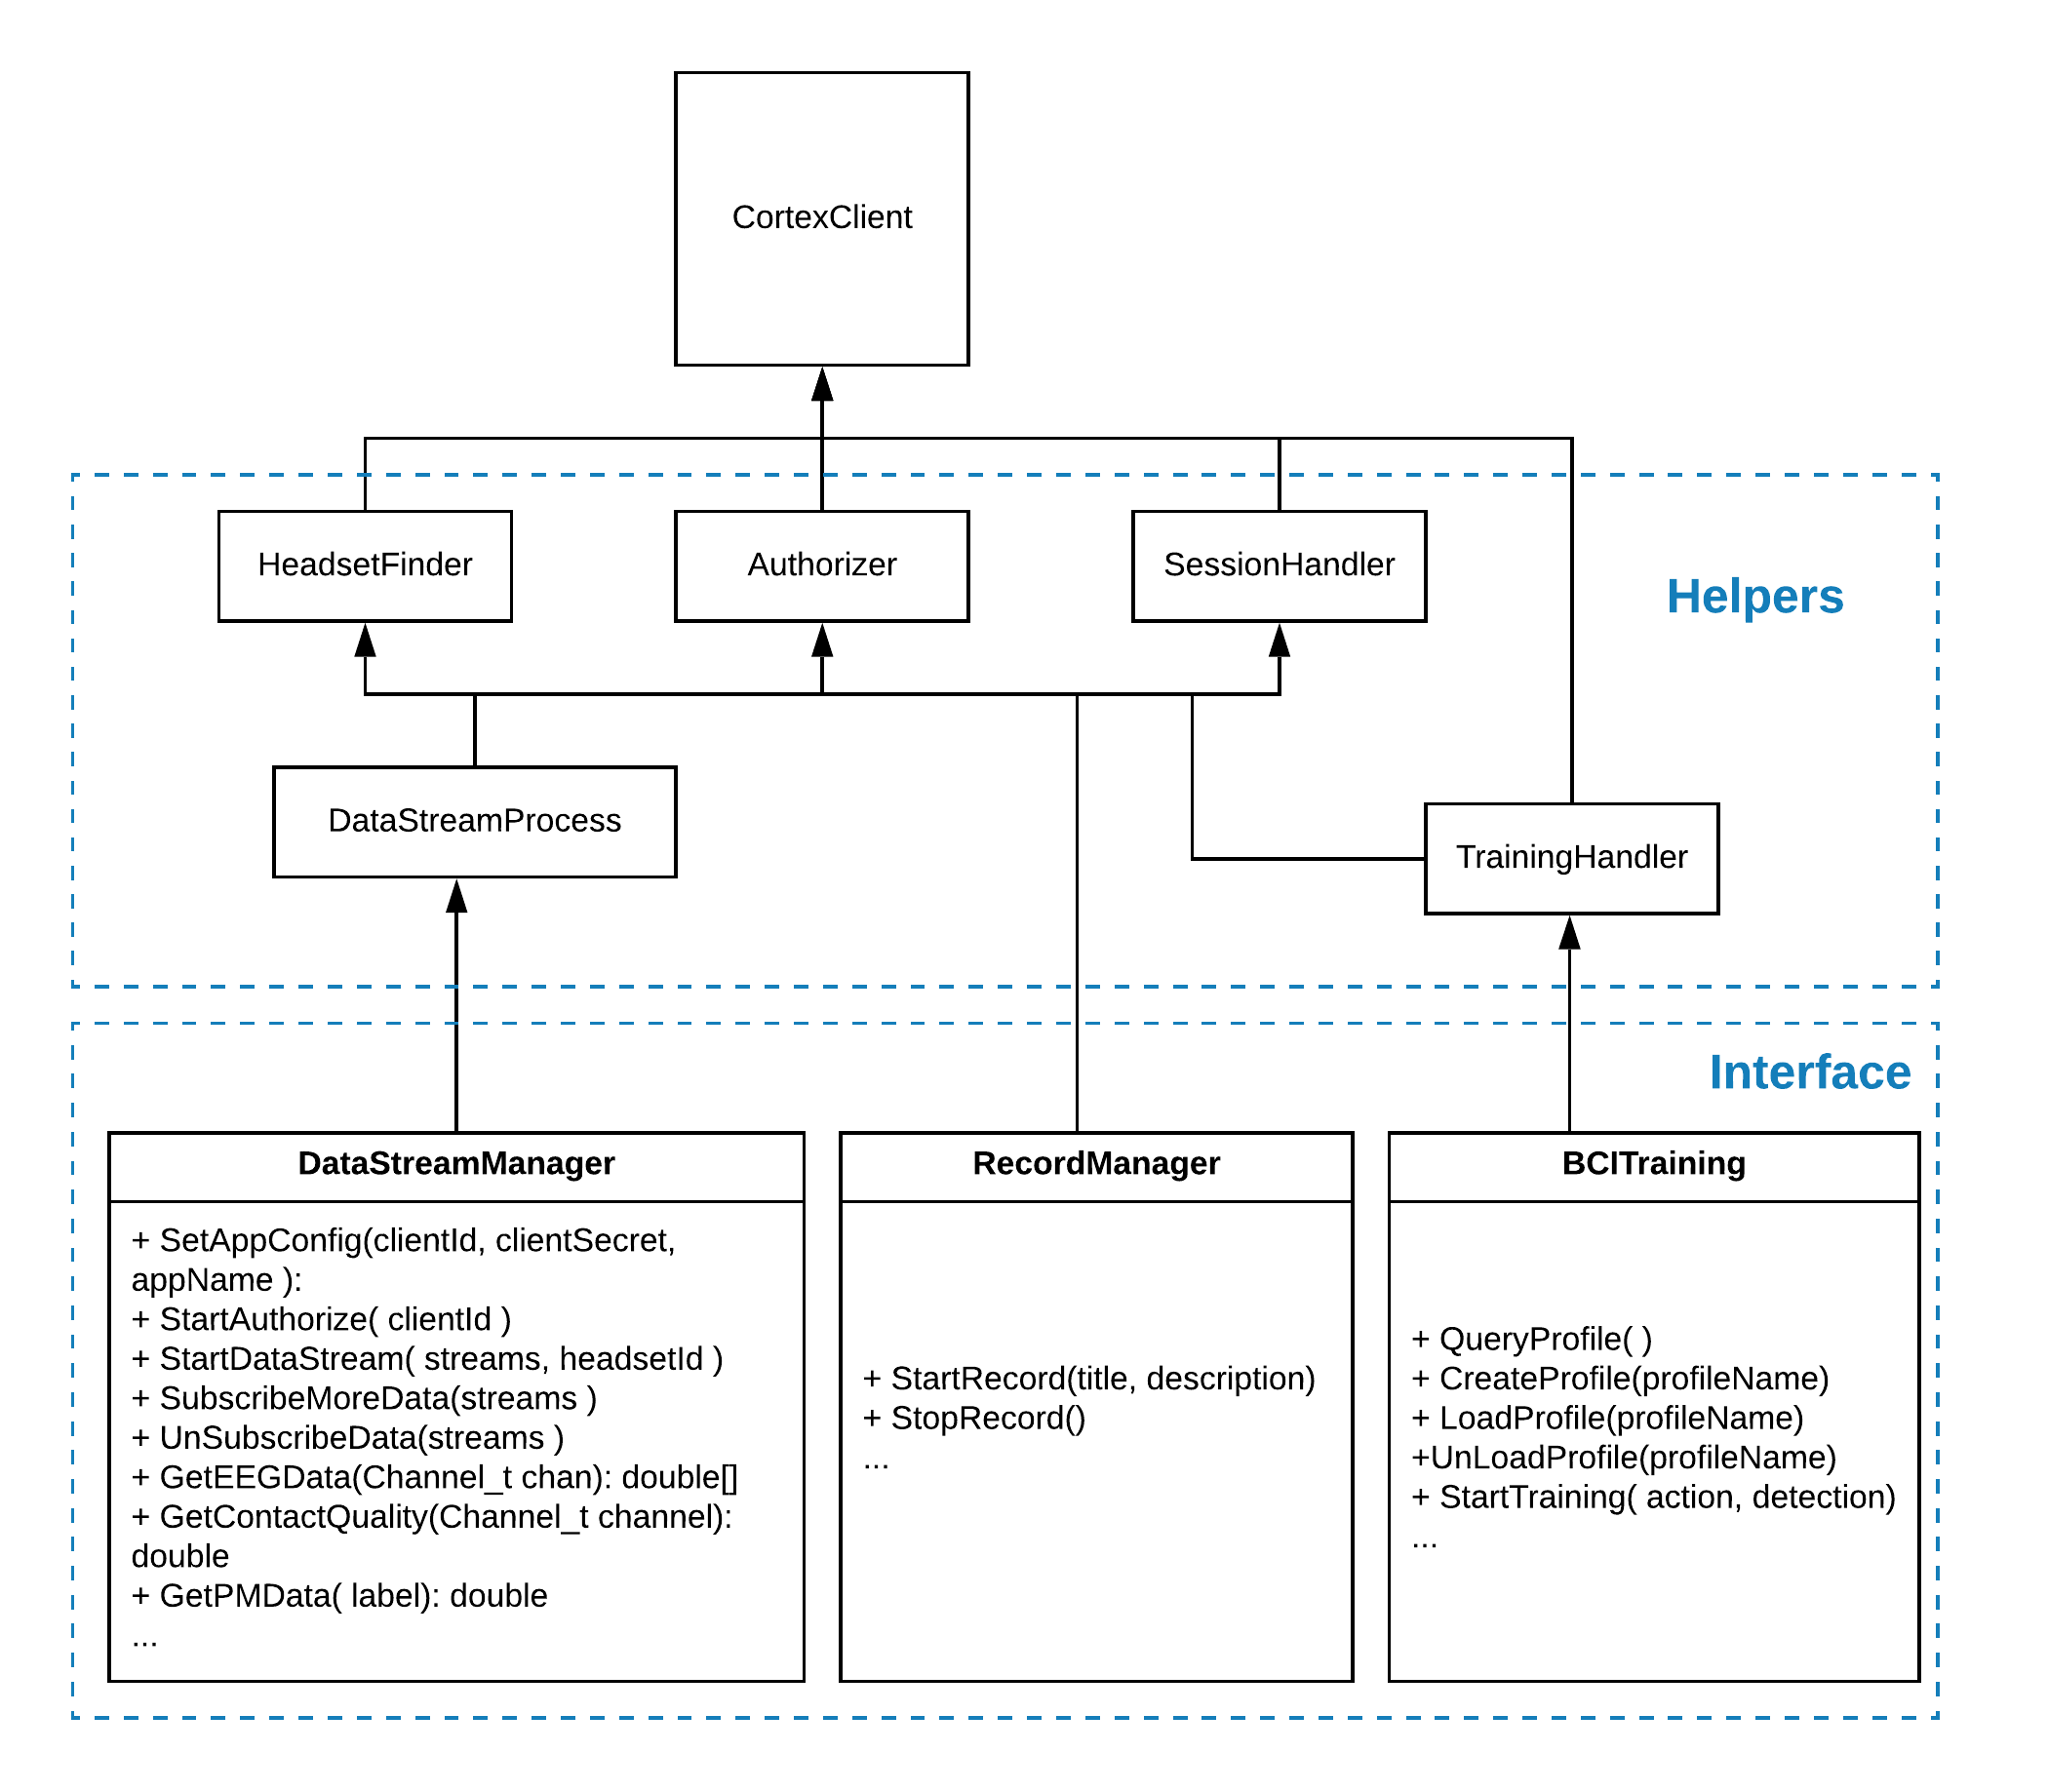 CortexClient
HeadsetFinder
Authorizer
SessionHandler
Helpers
DataStreamProcess
TrainingHandler
Interface
DataStreamManager
+ SetAppConfig(clientId, clientSecret,
appName ):
+ StartAuthorize( clientId )
+ StartDataStream( streams, headsetId )
+ SubscribeMoreData(streams )
+ UnSubscribeData(streams )
+ GetEEGData(Channel_t chan): double[]
+ GetContactQuality(Channel_t channel):
double
+ GetPMData( label): double
...
RecordManager
+ StartRecord(title, description)
+ StopRecord()
...
BCITraining
+ QueryProfile( )
+ CreateProfile(profileName)
+ LoadProfile(profileName)
+UnLoadProfile(profileName)
+ StartTraining( action, detection)
...